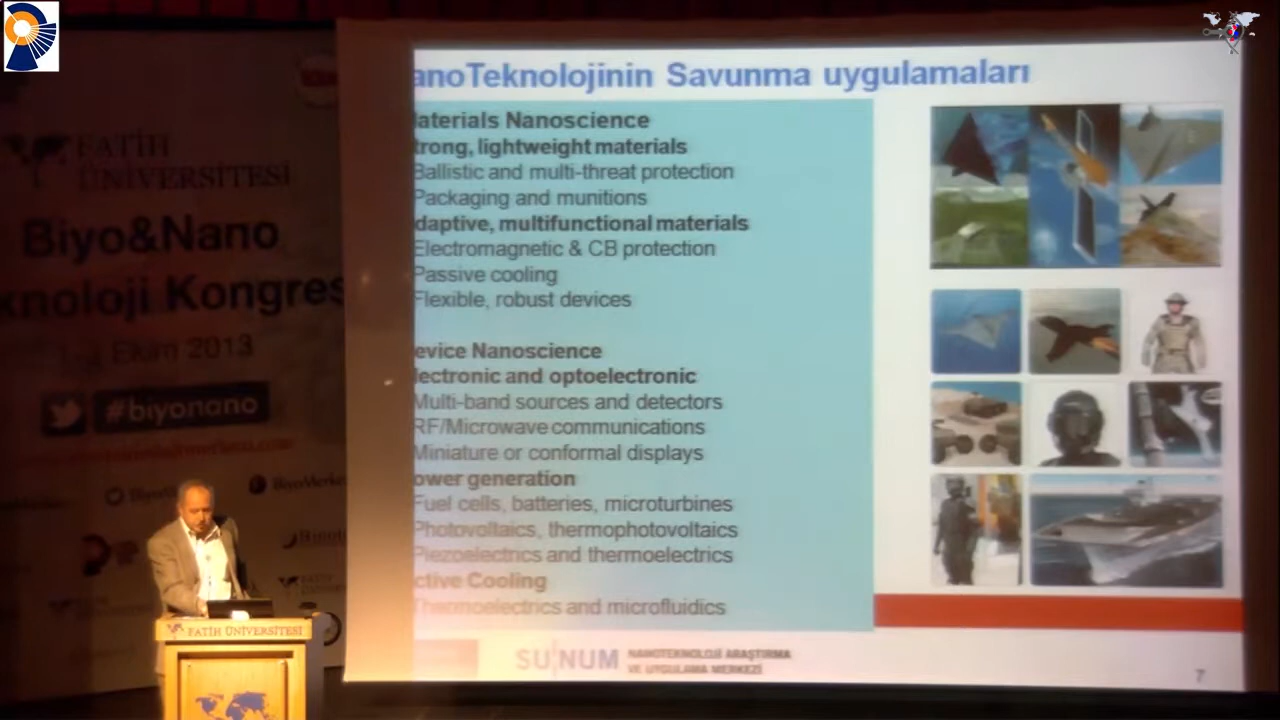 FATİH
ÜNİVERSİTESİ
Biyo&Nano
knoloji Kongres
Ekim 2013
#biyonano
BiyoMerke
FATİH ÜNİVERSİTESİ
anoTeknolojinin Savunma uygulamaları
laterials Nanoscience
trong, lightweight materials
Ballistic and multi-threat protection
Packaging and munitions
daptive, multifunctional materials
Electromagnetic & CB protection
Passive cooling
Flexible, robust devices
evice Nanoscience
lectronic and optoelectronic
Multi-band sources and detectors
RF/Microwave communications
Miniature or conformal displays
ower generation
Fuel cells, batteries, microturbines
Photovoltaics, thermophotovoltaics
Piezoelectrics and thermoelectrics
ctive Cooling
Thermoelectrics and microfluidics
SUNUM
NANOTEKNOLOJİ ARAŞTIRMA
VE UYGULAMA MERKEZİ
7